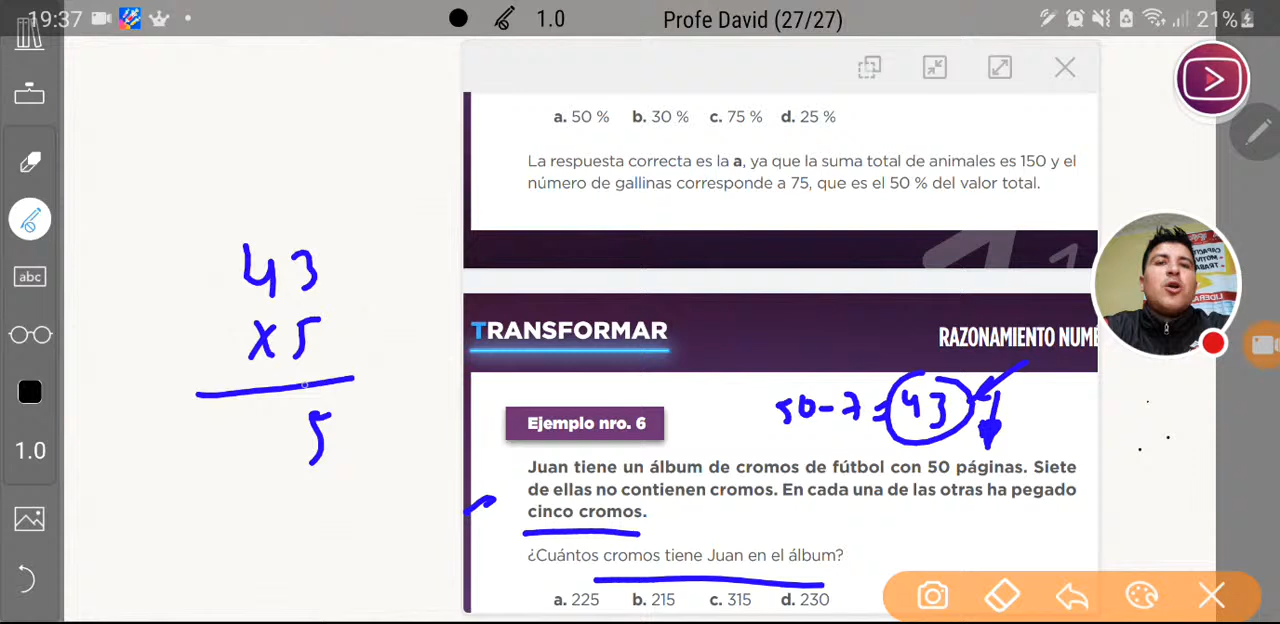 19:37
1.0
Profe David (27/27)
21%
a. 50 % b. 30 % c. 75 % d. 25 %
La respuesta correcta es la a, ya que la suma total de animales es 150 y el
número de gallinas corresponde a 75, que es el 50 % del valor total.
43
x 5
5
abc
1.0
TRANSFORMAR
RAZONAMIENTO NUM
50-7=43
Ejemplo nro. 6
Juan tiene un álbum de cromos de fútbol con 50 páginas. Siete
de ellas no contienen cromos. En cada una de las otras ha pegado
cinco cromos.
¿Cuántos cromos tiene Juan en el álbum?
a. 225 b. 215 c. 315 d. 230